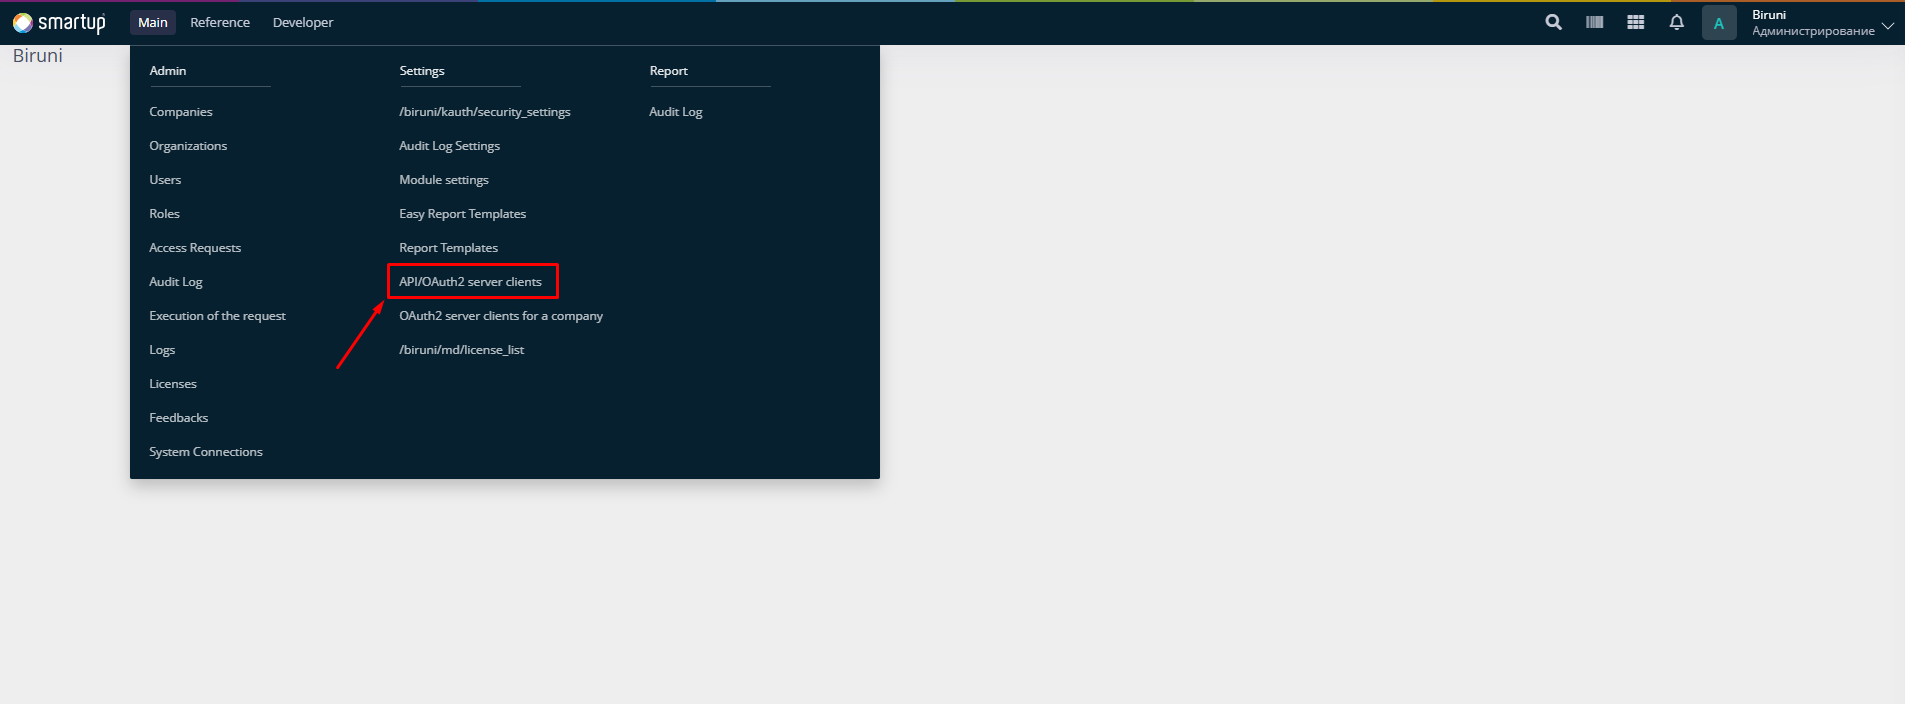 smartup Main Reference Developer
A
Biruni
Администрирование
Biruni
Admin
Companies
Organizations
Users
Roles
Access Requests
Audit Log
Execution of the request
Logs
Licenses
Feedbacks
System Connections
Settings
/biruni/kauth/security_settings
Audit Log Settings
Module settings
Easy Report Templates
Report Templates
API/OAuth2 server clients
OAuth2 server clients for a company
/biruni/md/license_list
Report
Audit Log